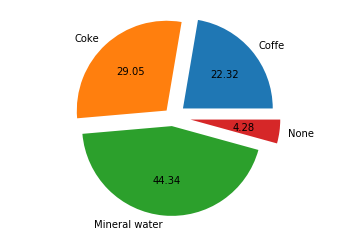 Coke
Coffe
29.05
22.32
4.28
None
44.34
Mineral water